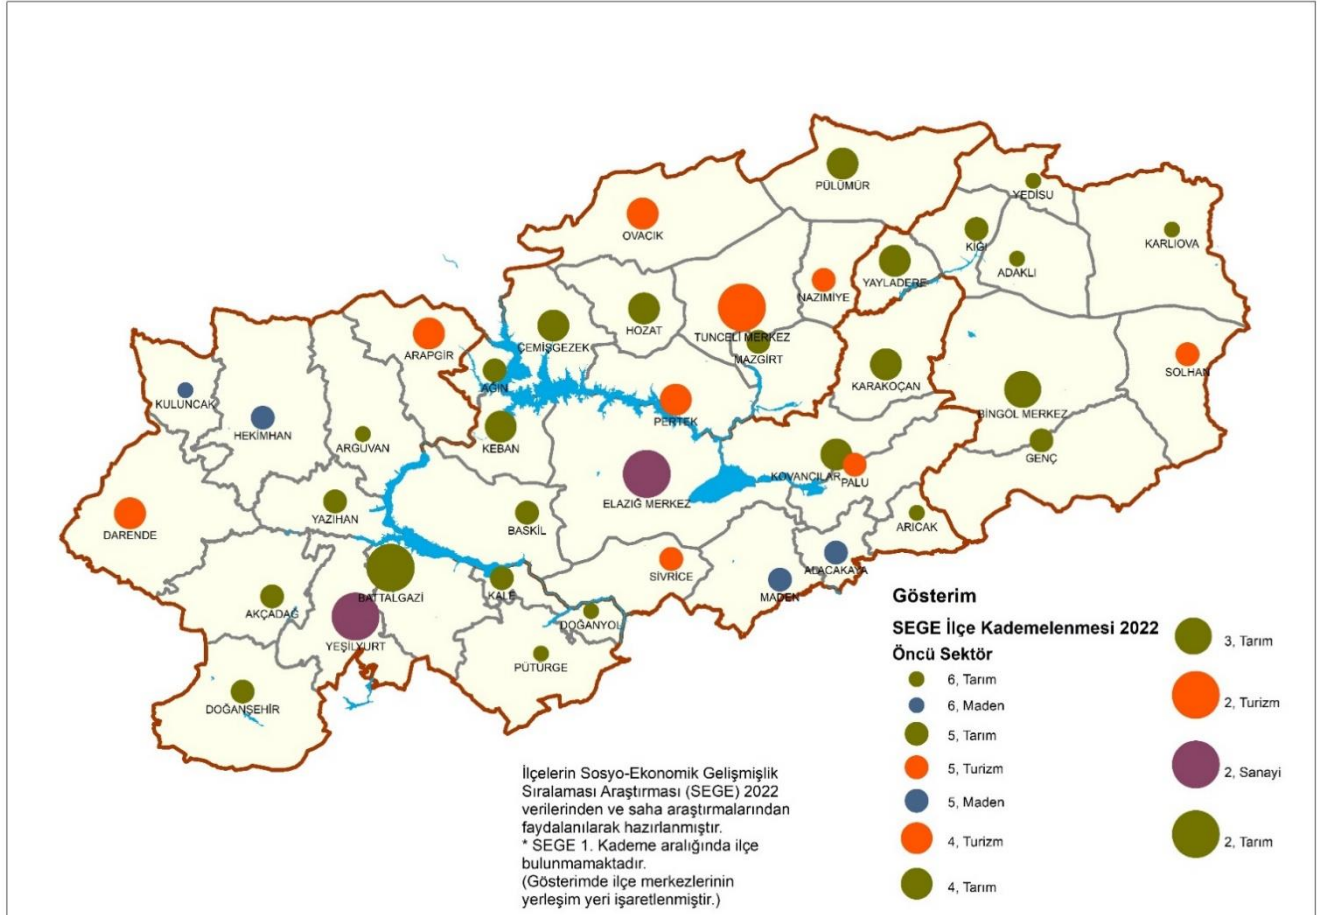 PÜLÜMÜR
YEDİSU
OVACIK
KİĞI
KARLIOVA
ADAKLI
YAYLADERE
NAZIMİYE
HOZAT
TUNCELİ MERKEZ
ÇEMİŞGEZEK
MAZGİRT
ARAPGİR
SOLHAN
AĞIN
KARAKOÇAN
KULUNCAK
BİNGÖL MERKEZ
PERTEK
HEKİMHAN
ARGUVAN
KEBAN
GENÇ
KOVANCILAR
PALU
ELAZIĞ MERKEZ
YAZIHAN
BASKİL
ARICAK
DARENDE
SİVRİCE
ALACAKAYA
MADEN
BATTALGAZİ
KALE
AKÇADAĞ
DOĞANYOL
YEŞİLYURT
PÜTÜRGE
DOĞANŞEHİR
Gösterim
SEGE İlçe Kademelenmesi 2022
Öncü Sektör
6, Tarım
6, Maden
5, Tarım
5, Turizm
5, Maden
4, Turizm
4, Tarım
3, Tarım
2, Turizm
2, Sanayi
2, Tarım
İlçelerin Sosyo-Ekonomik Gelişmişlik
Sıralaması Araştırması (SEGE) 2022
verilerinden ve saha araştırmalarından
faydalanılarak hazırlanmıştır.
* SEGE 1. Kademe aralığında ilçe
bulunmamaktadır.
(Gösterimde ilçe merkezlerinin
yerleşim yeri işaretlenmiştir.)